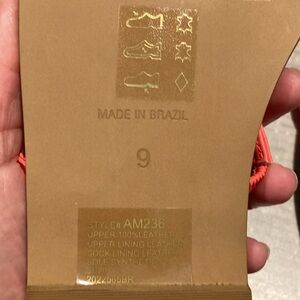 MADE IN BRAZIL
9
STYLE# AM236
UPPER 100% LEATHER
UPPER LINING LEATHER
SOCK LINING LEATHER
SOLE SYNTHETIC